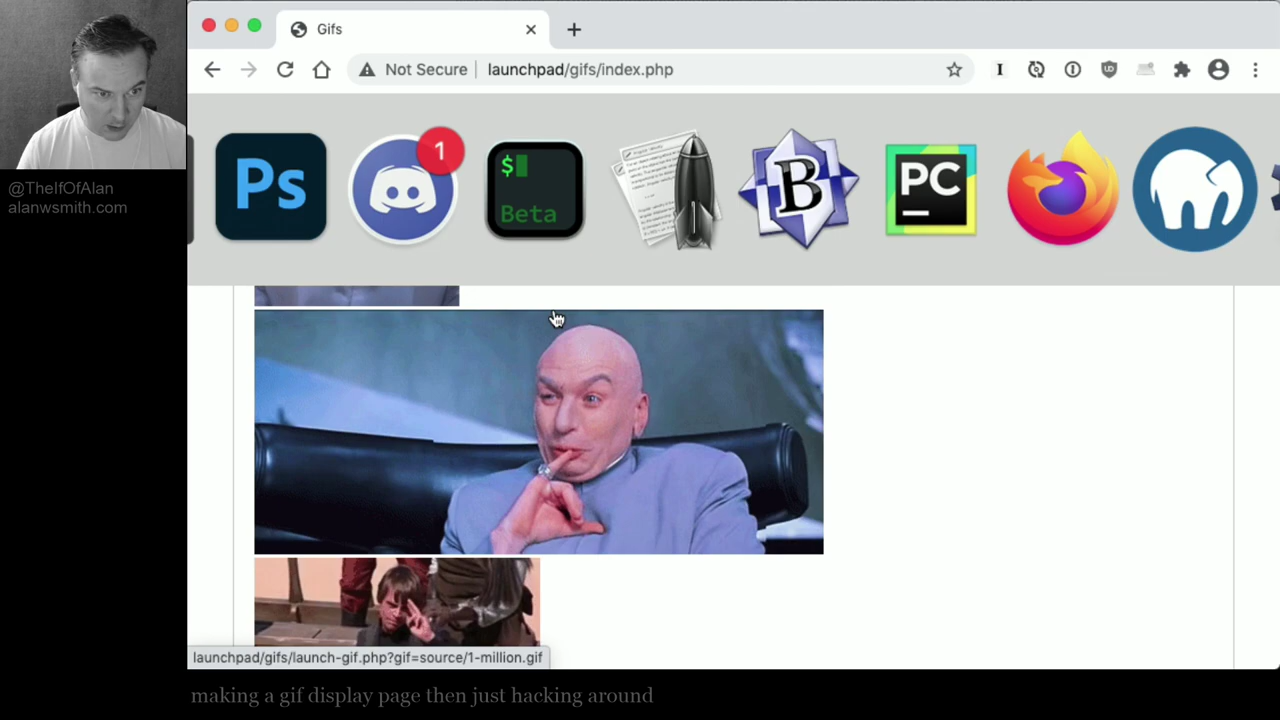 Gifs
Not Secure
launchpad/gifs/index.php
@TheIfOfAlan
alanwsmith.com
Ps
1
$
Beta
B
PC
launchpad/gifs/launch-gif.php?gif=source/1-million.gif
making a gif display page then just hacking around